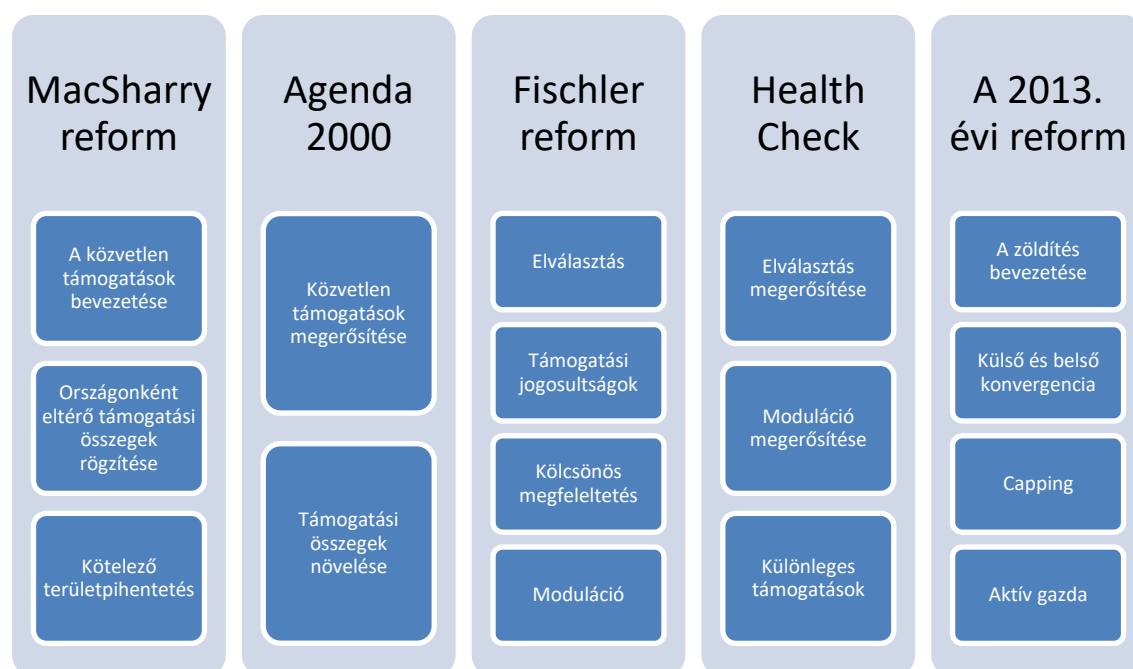 MacSharry
reform
A közvetlen
támogatások
bevezetése
Országonként
eltérő támogatási
összegek
rögzítése
Kötelező
területpihentetés
Agenda
2000
Közvetlen
támogatások
megerősítése
Támogatási
összegek
növelése
Fischler
reform
Elválasztás
Támogatási
jogosultságok
Kölcsönös
megfeleltetés
Moduláció
Health
Check
Elválasztás
megerősítése
Moduláció
megerősítése
Különleges
támogatások
A 2013.
évi reform
A zöldítés
bevezetése
Külső és belső
konvergencia
Capping
Aktív gazda